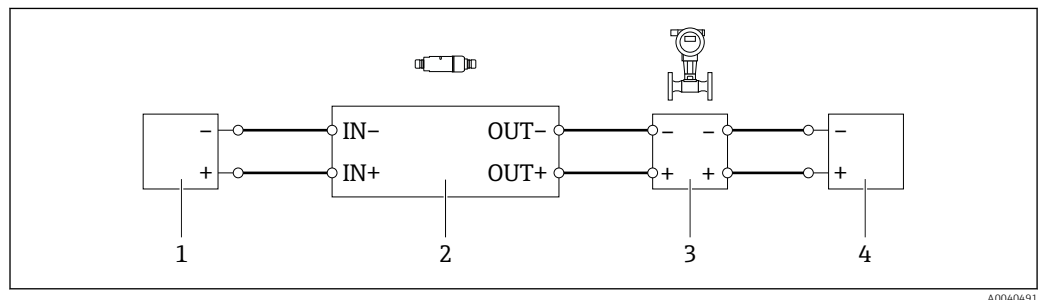 − IN− OUT− − − −
+ IN+ OUT+ + + +
1 2 3 4
A0040491